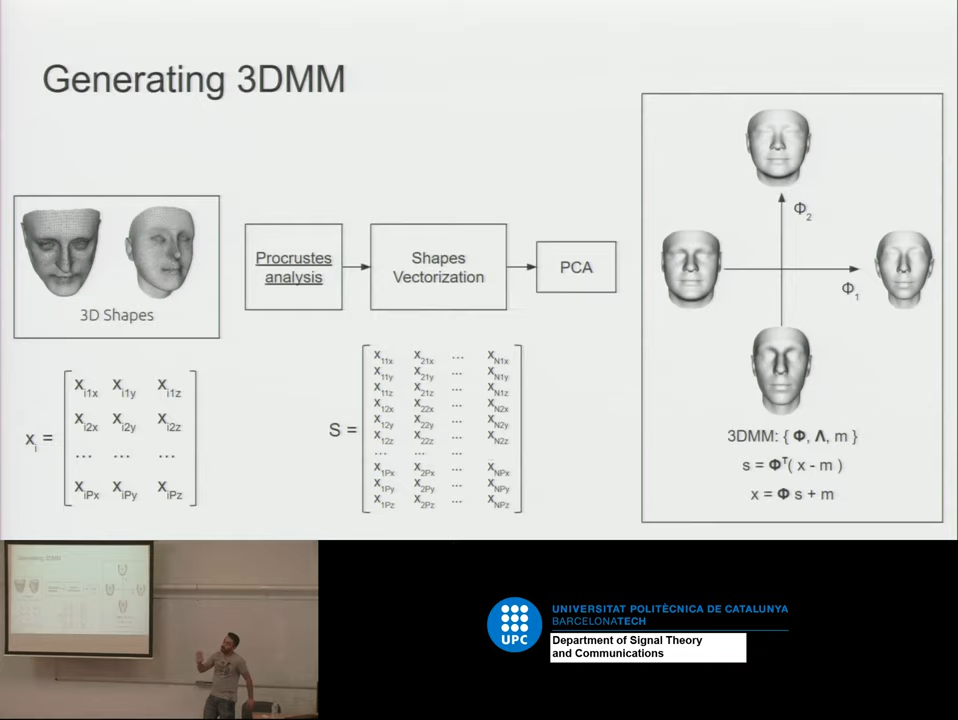 Generating 3DMM
3D Shapes
Procrustes
analysis
Shapes
Vectorization
PCA
Φ2
Φ1
xi =
xi1x xi1y xi1z
xi2x xi2y xi2z
... ... ...
xiPx xiPy xiPz
S =
x11x x21x ... xN1x
x11y x21y ... xN1y
x11z x21z ... xN1z
x12x x22x ... xN2x
x12y x22y ... xN2y
x12z x22z ... xN2z
... ... ...
x1Px x2Px ... xNPx
x1Py x2Py ... xNPy
x1Pz x2Pz ... xNPz
3DMM: { Φ, Λ, m }
s = Φᵀ( x - m )
x = Φ s + m
UPC
UNIVERSITAT POLITÈCNICA DE CATALUNYA
BARCELONATECH
Department of Signal Theory
and Communications
Generating 3DMM